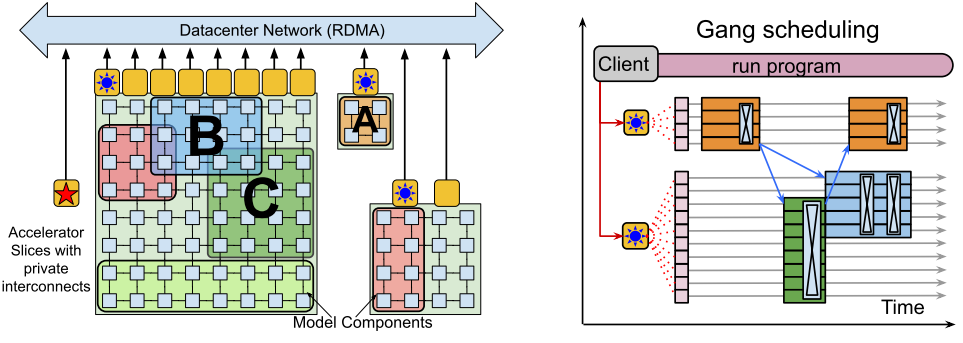 Datacenter Network (RDMA)
B
A
C
Accelerator
Slices with
private
interconnects
Model Components
Gang scheduling
Client
run program
Time